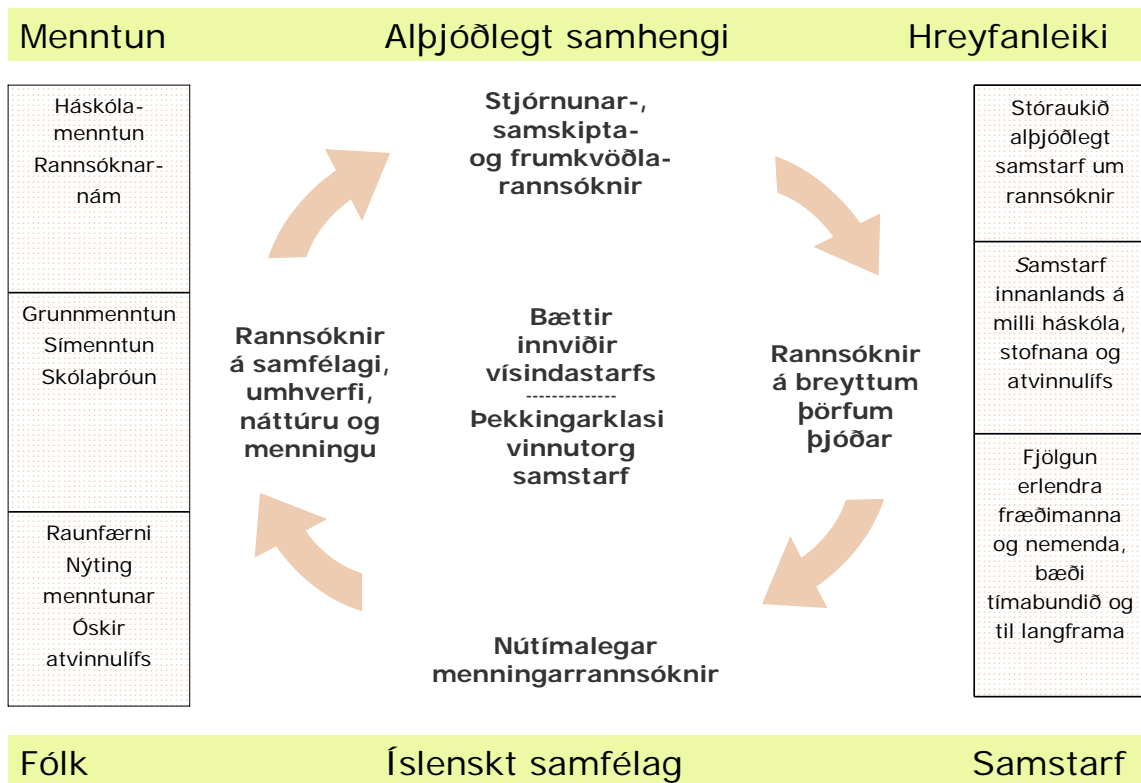 Menntun
Alþjóðlegt samhengi
Hreyfanleiki
Háskóla-
menntun
Rannsóknar-
nám
Grunnmenntun
Símenntun
Skólaþróun
Raunfærni
Nýting
menntunar
Óskir
atvinnulífs
Stjórnunar-,
samskipta-
og frumkvöðla-
rannsóknir
Rannsóknir
á samfélagi,
umhverfi,
náttúru og
menningu
Bættir
innviðir
vísindastarfs
--------------
Þekkingarklasi
vinnutorg
samstarf
Rannsóknir
á breyttum
þörfum
þjóðar
Nútímalegar
menningarrannsóknir
Stóraukið
alþjóðlegt
samstarf um
rannsóknir
Samstarf
innanlands á
milli háskóla,
stofnana og
atvinnulífs
Fjölgun
erlendra
fræðimanna
og nemenda,
bæði
tímabundið og
til langframa
Fólk
Íslenskt samfélag
Samstarf